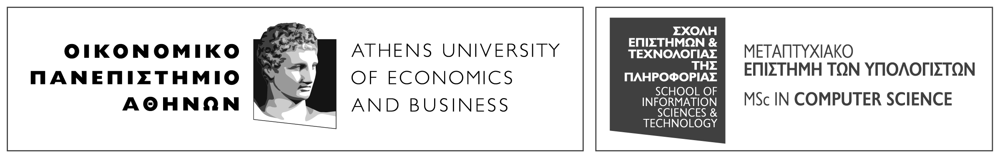 ΟΙΚΟΝΟΜΙΚΟ
ΠΑΝΕΠΙΣΤΗΜΙΟ
ΑΘΗΝΩΝ
ATHENS UNIVERSITY
OF ECONOMICS
AND BUSINESS
ΣΧΟΛΗ
ΕΠΙΣΤΗΜΩΝ &
ΤΕΧΝΟΛΟΓΙΑΣ
ΤΗΣ
ΠΛΗΡΟΦΟΡΙΑΣ
SCHOOL OF
INFORMATION
SCIENCES &
TECHNOLOGY
ΜΕΤΑΠΤΥΧΙΑΚΟ
ΕΠΙΣΤΗΜΗ ΤΩΝ ΥΠΟΛΟΓΙΣΤΩΝ
MSc IN COMPUTER SCIENCE